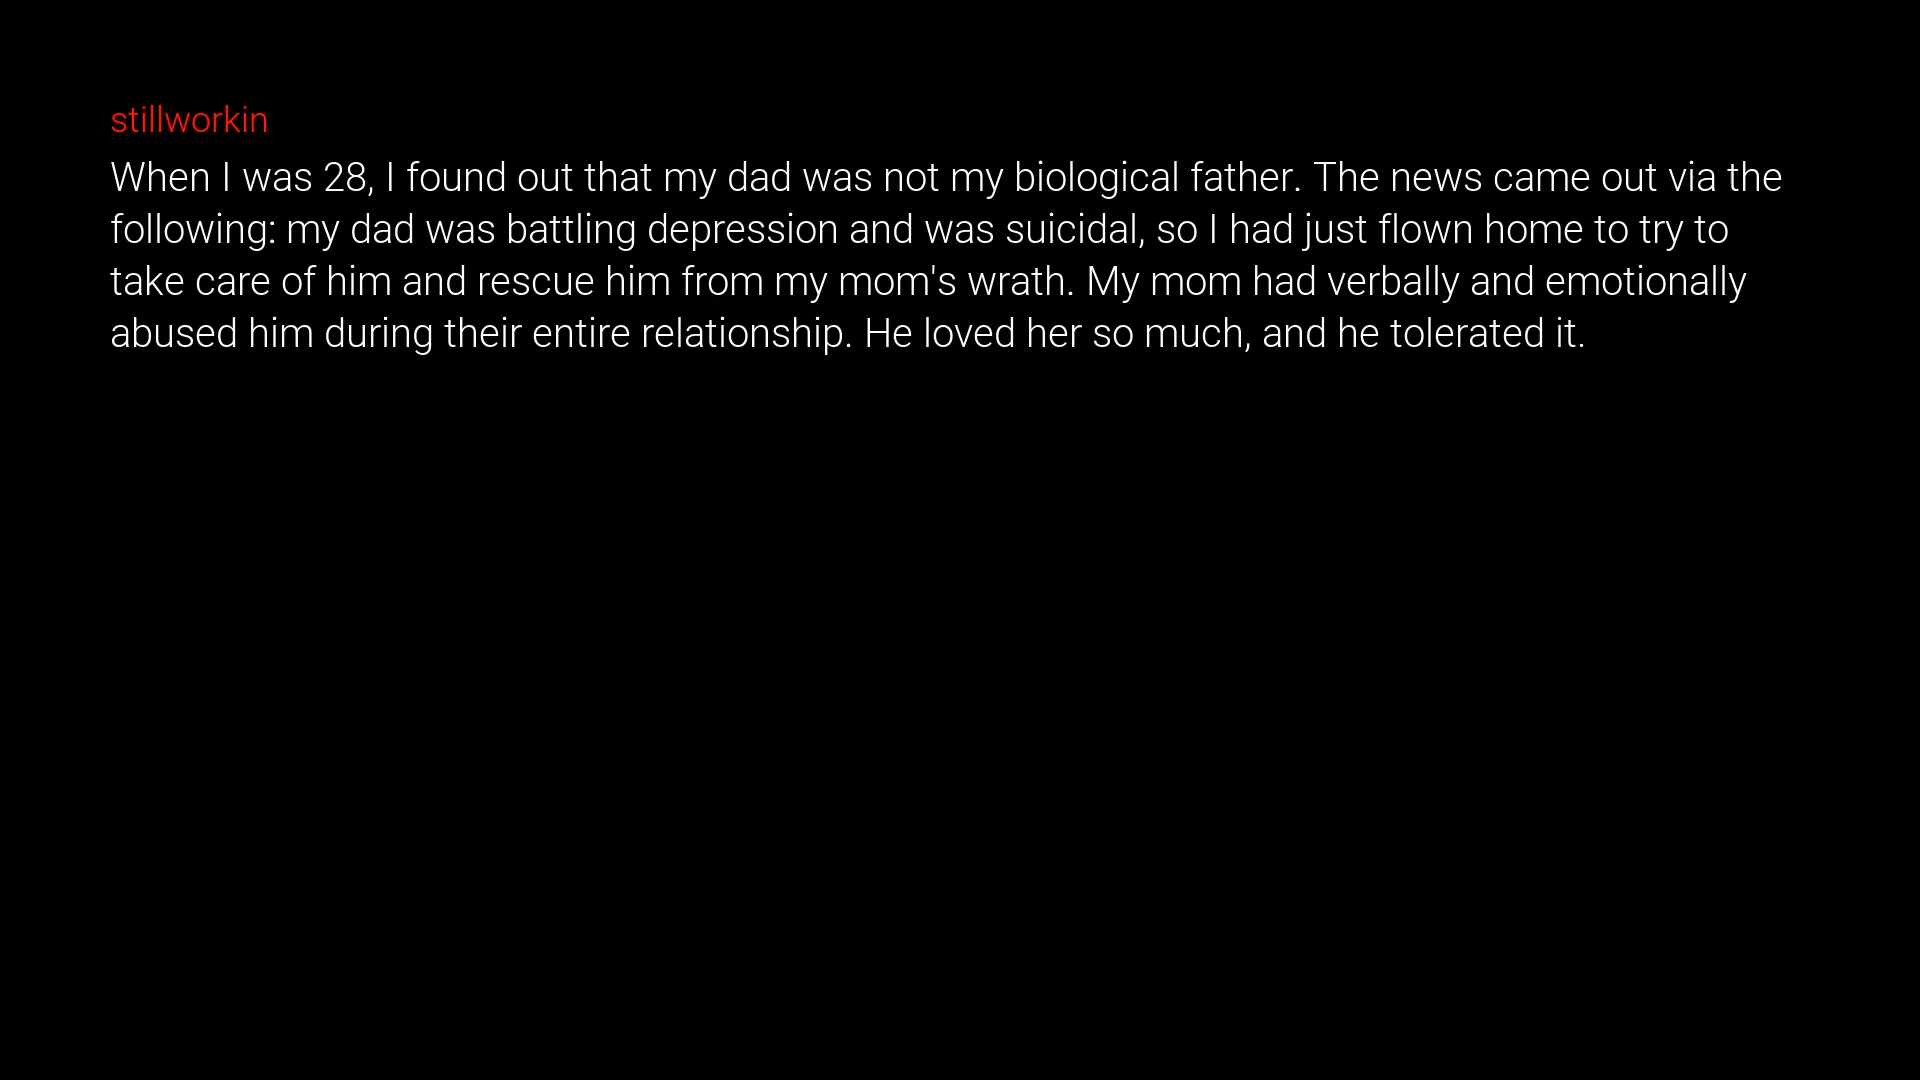 stillworkin
When I was 28, I found out that my dad was not my biological father. The news came out via the
following: my dad was battling depression and was suicidal, so I had just flown home to try to
take care of him and rescue him from my mom's wrath. My mom had verbally and emotionally
abused him during their entire relationship. He loved her so much, and he tolerated it.